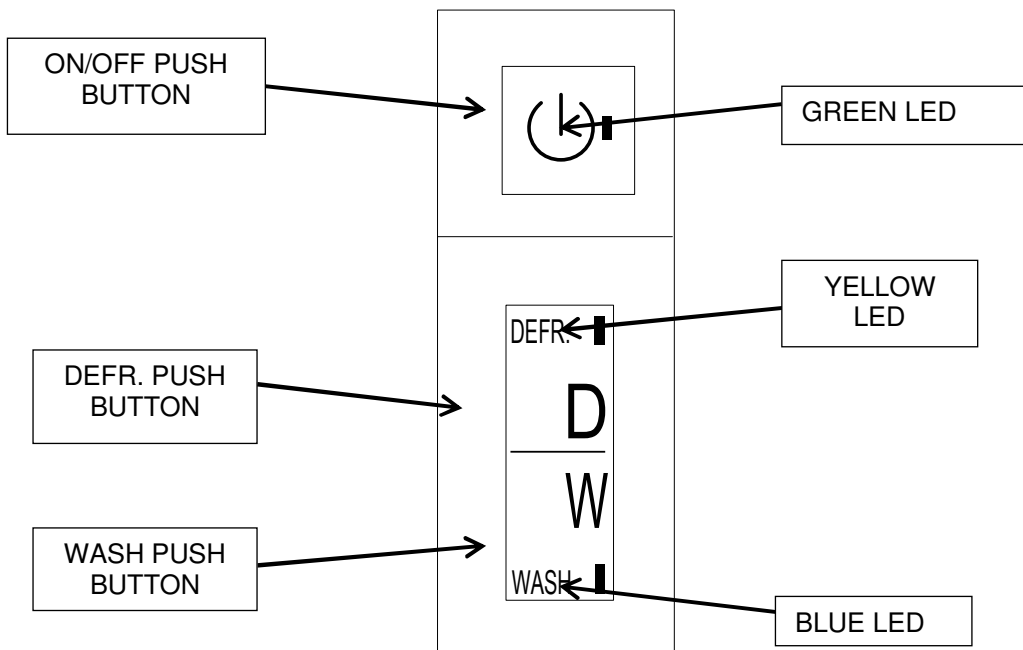 ON/OFF PUSH
BUTTON
GREEN LED
YELLOW
LED
DEFR.
DEFR. PUSH
BUTTON
D
W
WASH PUSH
BUTTON
WASH
BLUE LED